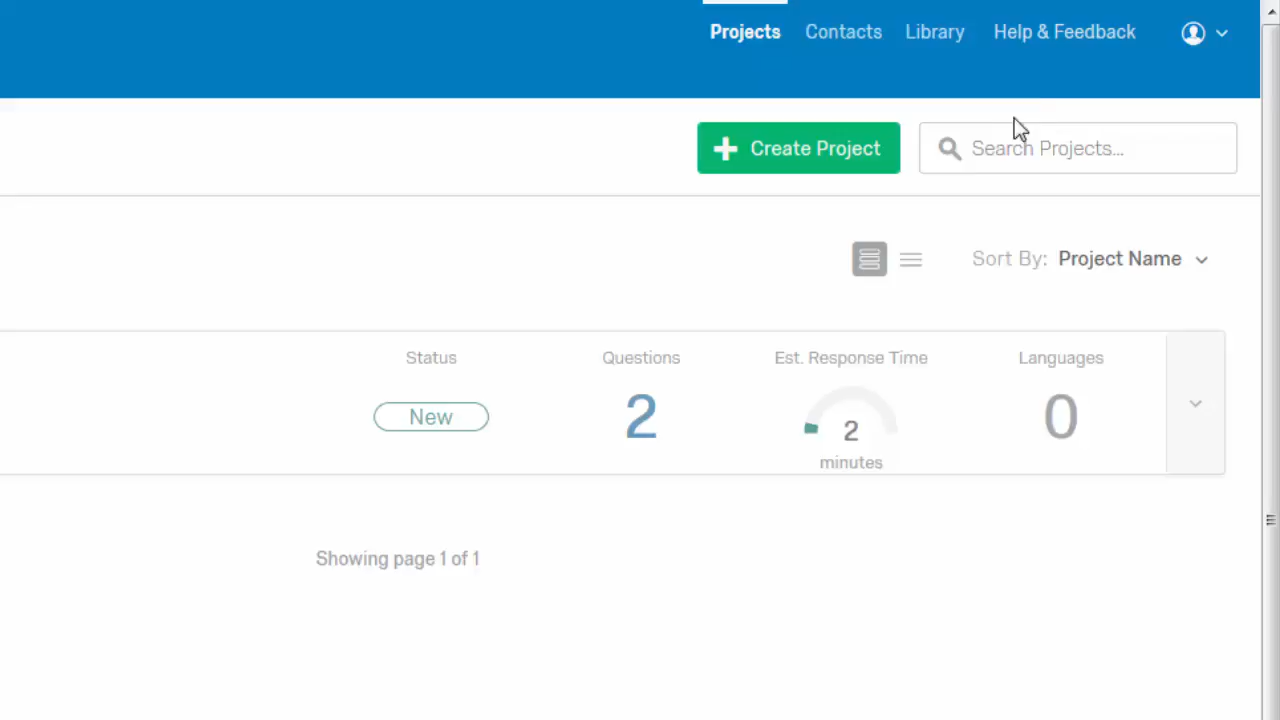 Projects Contacts Library Help & Feedback
Create Project Search Projects...
Sort By: Project Name
Status Questions Est. Response Time Languages
New 2 2 0
minutes
Showing page 1 of 1